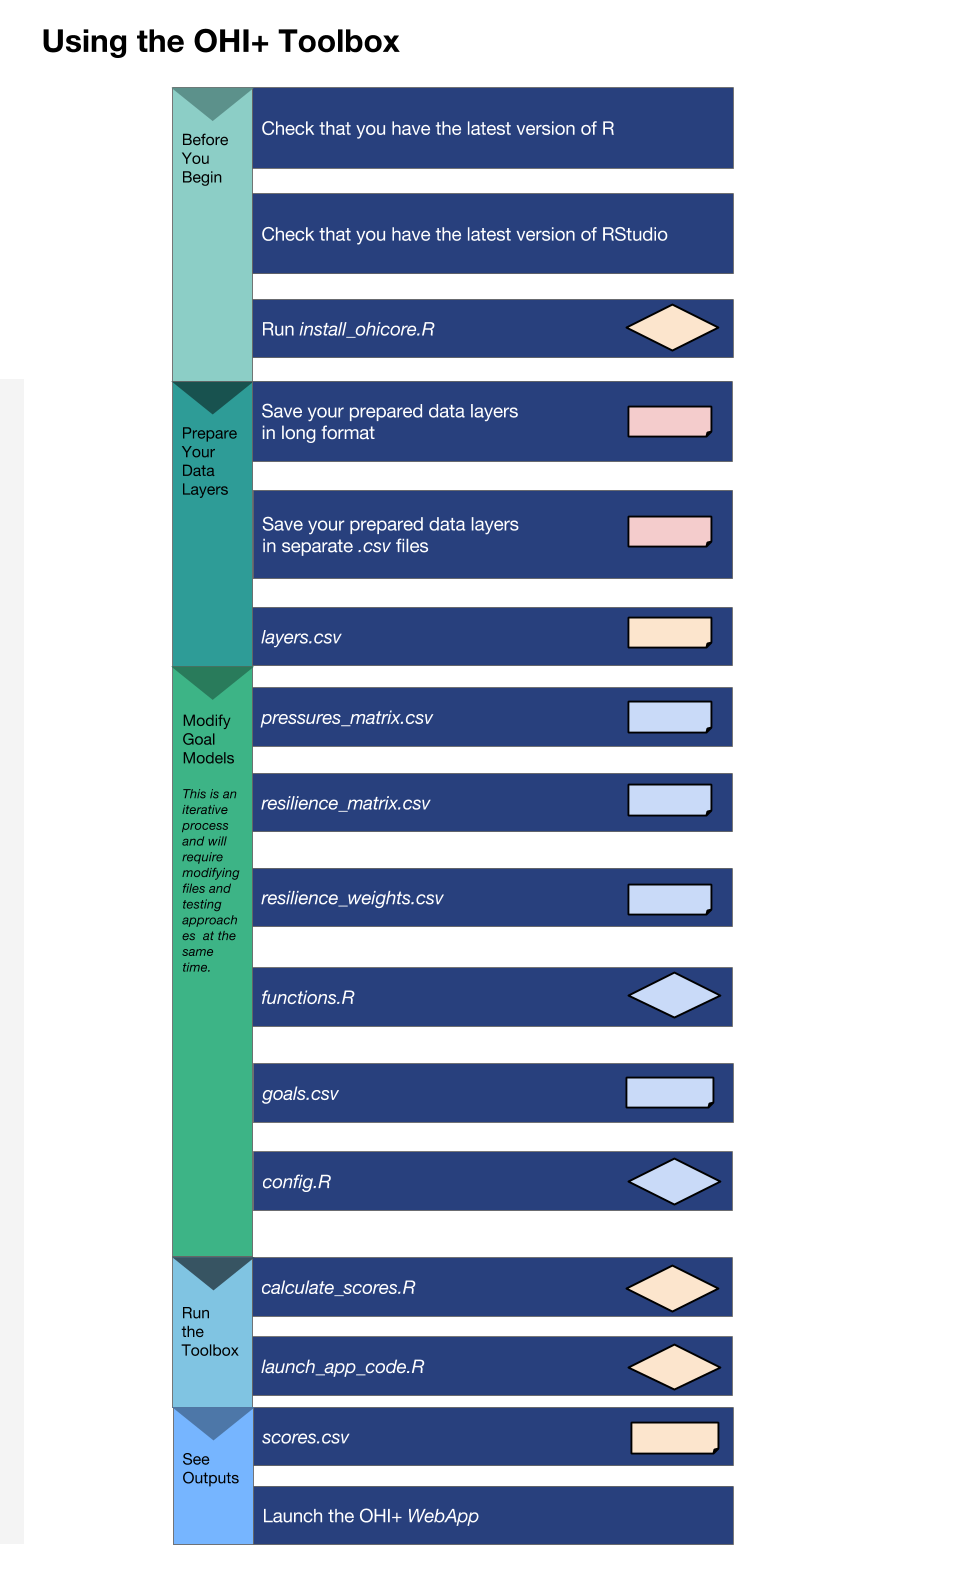 Using the OHI+ Toolbox
Before
You
Begin
Check that you have the latest version of R
Check that you have the latest version of RStudio
Run install_ohicore.R
Prepare
Your
Data
Layers
Save your prepared data layers
in long format
Save your prepared data layers
in separate .csv files
layers.csv
Modify
Goal
Models
This is an
iterative
process
and will
require
modifying
files and
testing
approach
es at the
same
time.
pressures_matrix.csv
resilience_matrix.csv
resilience_weights.csv
functions.R
goals.csv
config.R
Run
the
Toolbox
calculate_scores.R
launch_app_code.R
See
Outputs
scores.csv
Launch the OHI+ WebApp